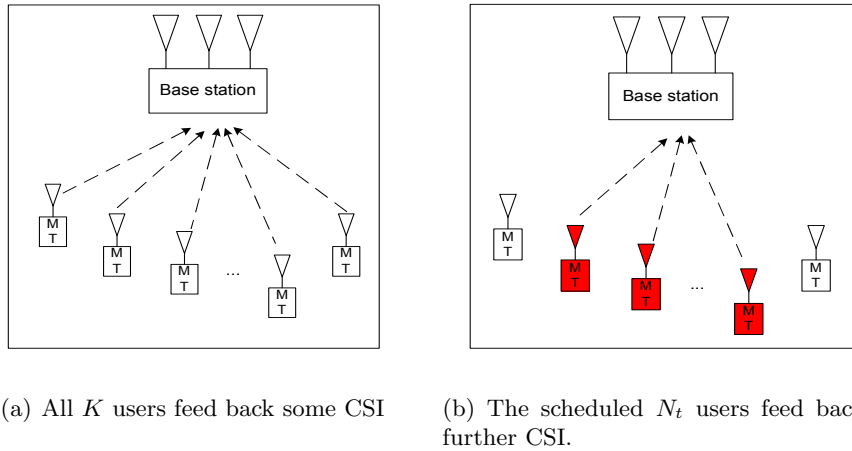 Base station
M
T
M
T
M
T
...
M
T
M
T
(a) All K users feed back some CSI
Base station
M
T
M
T
M
T
...
M
T
M
T
(b) The scheduled Nt users feed bac
further CSI.